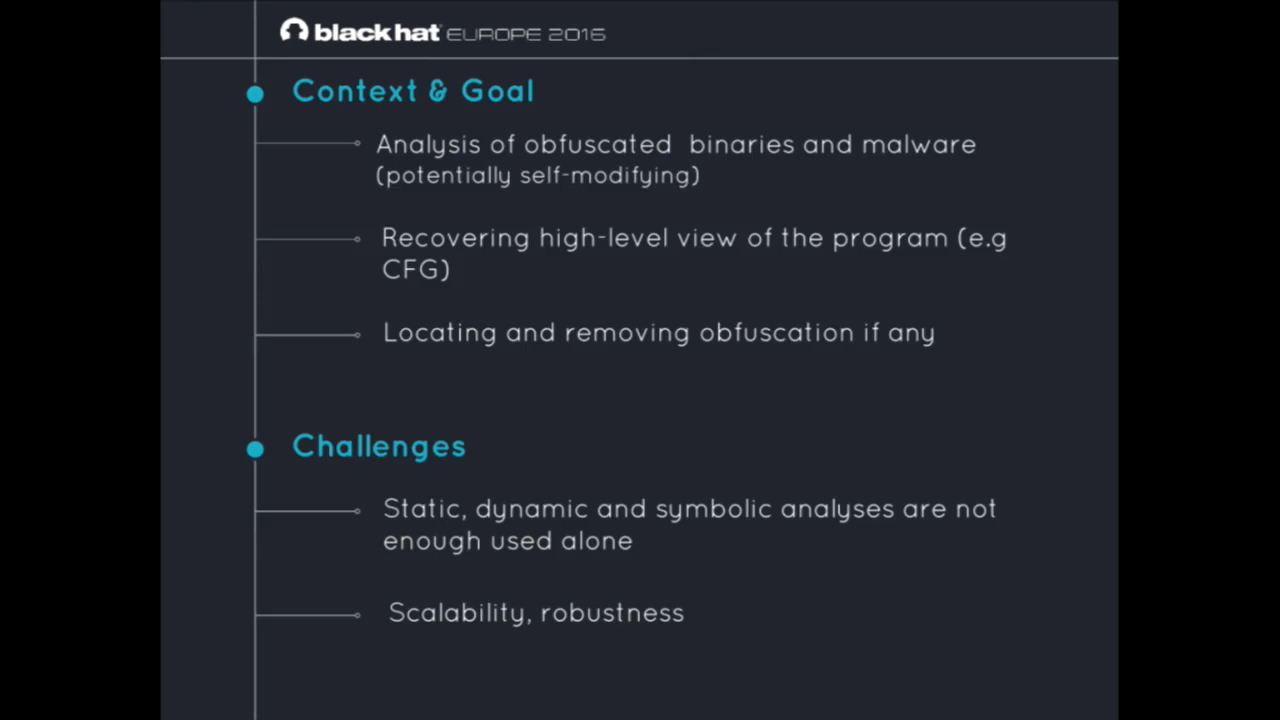 black hat EUROPE 2016
Context & Goal
Analysis of obfuscated binaries and malware
(potentially self-modifying)
Recovering high-level view of the program (e.g
CFG)
Locating and removing obfuscation if any
Challenges
Static, dynamic and symbolic analyses are not
enough used alone
Scalability, robustness